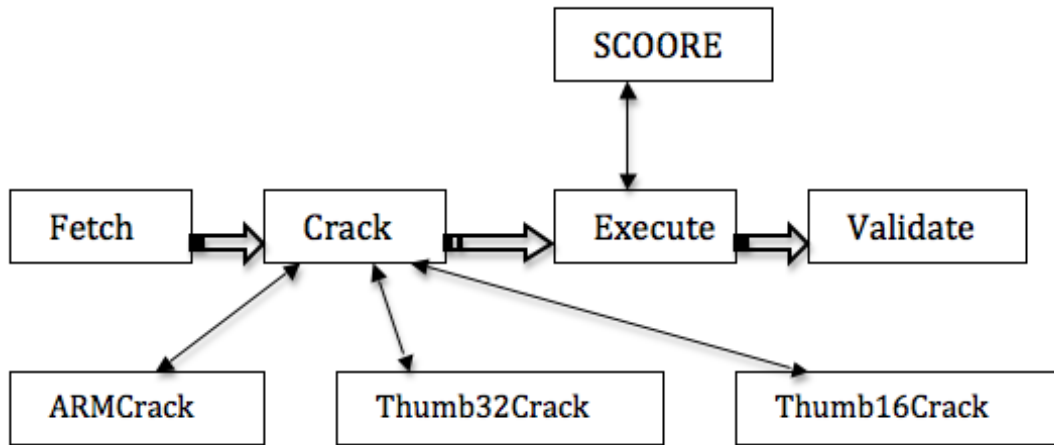 SCOORE
Fetch
Crack
Execute
Validate
ARMCrack
Thumb32Crack
Thumb16Crack